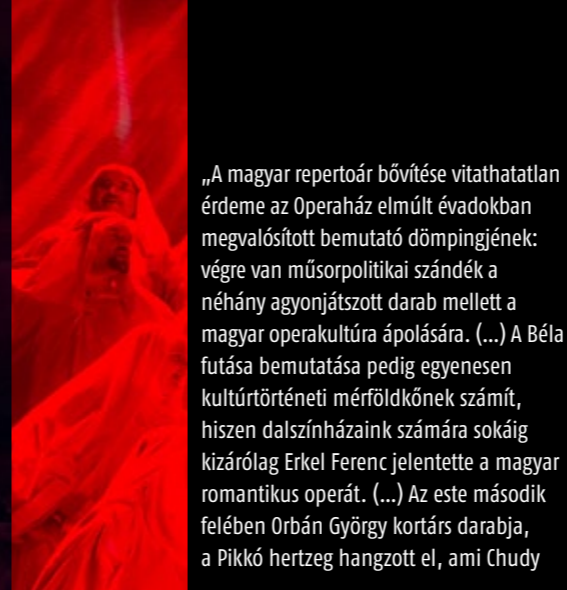 „A magyar repertoár bővítése vitathatatlan
érdeme az Operaház elmúlt évadokban
megvalósított bemutató dömpingjének:
végre van műsorpolitikai szándék a
néhány agyonjátszott darab mellett a
magyar operakultúra ápolására. (...) A Béla
futása bemutatása pedig egyenesen
kultúrtörténeti mérföldkőnek számít,
hiszen dalszínházaink számára sokáig
kizárólag Erkel Ferenc jelentette a magyar
romantikus operát. (...) Az este második
felében Orbán György kortárs darabja,
a Pikkó hertzeg hangzott el, ami Chudy